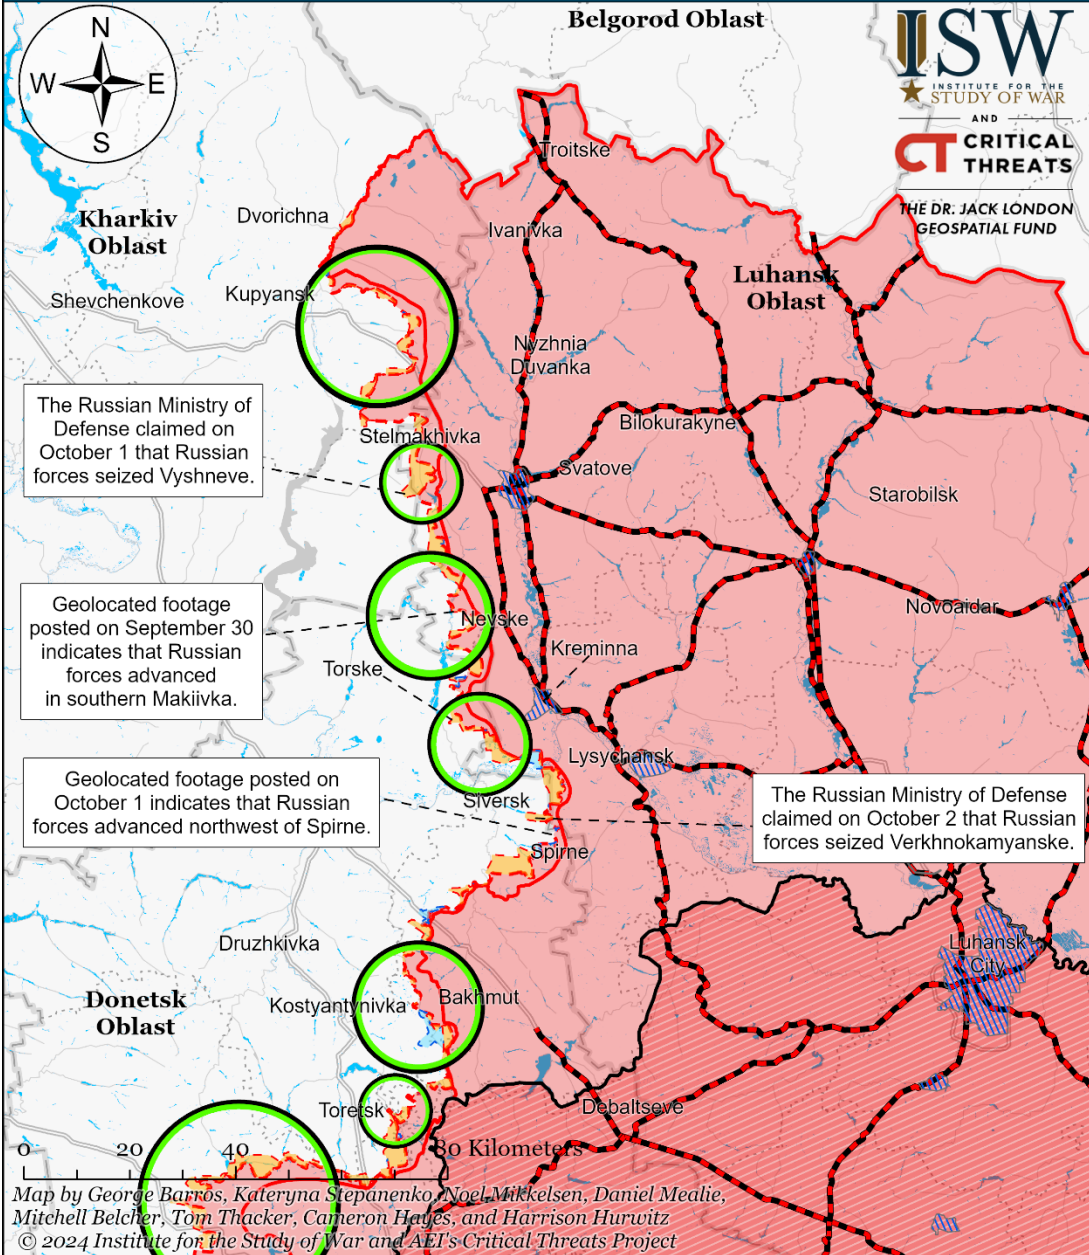 Belgorod Oblast
N
W
E
S
ISW
INSTITUTE FOR THE
STUDY OF WAR
AND
CT CRITICAL
THREATS
THE DR. JACK LONDON
GEOSPATIAL FUND
Troitske
Dvorichna
Kharkiv
Oblast
Ivanivka
Luhansk
Oblast
Shevchenkove
Kupyansk
Nyzhnia
Duvanka
The Russian Ministry of
Defense claimed on
October 1 that Russian
forces seized Vyshneve.
Stelmakhivka
Bilokurakyne
Svatove
Starobilsk
Geolocated footage
posted on September 30
indicates that Russian
forces advanced
in southern Makiivka.
Nevske
Novoaidar
Kreminna
Torske
Lysychansk
Geolocated footage posted on
October 1 indicates that Russian
forces advanced northwest of Spirne.
Siversk
The Russian Ministry of Defense
claimed on October 2 that Russian
forces seized Verkhnokamyanske.
Spirne
Druzhkivka
Luhansk
City
Donetsk
Oblast
Kostyantynivka
Bakhmut
Toretsk
Debaltseve
0 20 40 80 Kilometers
Map by George Barros, Kateryna Stepanenko, Noel Mikkelsen, Daniel Mealie,
Mitchell Belcher, Tom Thacker, Cameron Hayes, and Harrison Hurwitz
© 2024 Institute for the Study of War and AEI's Critical Threats Project